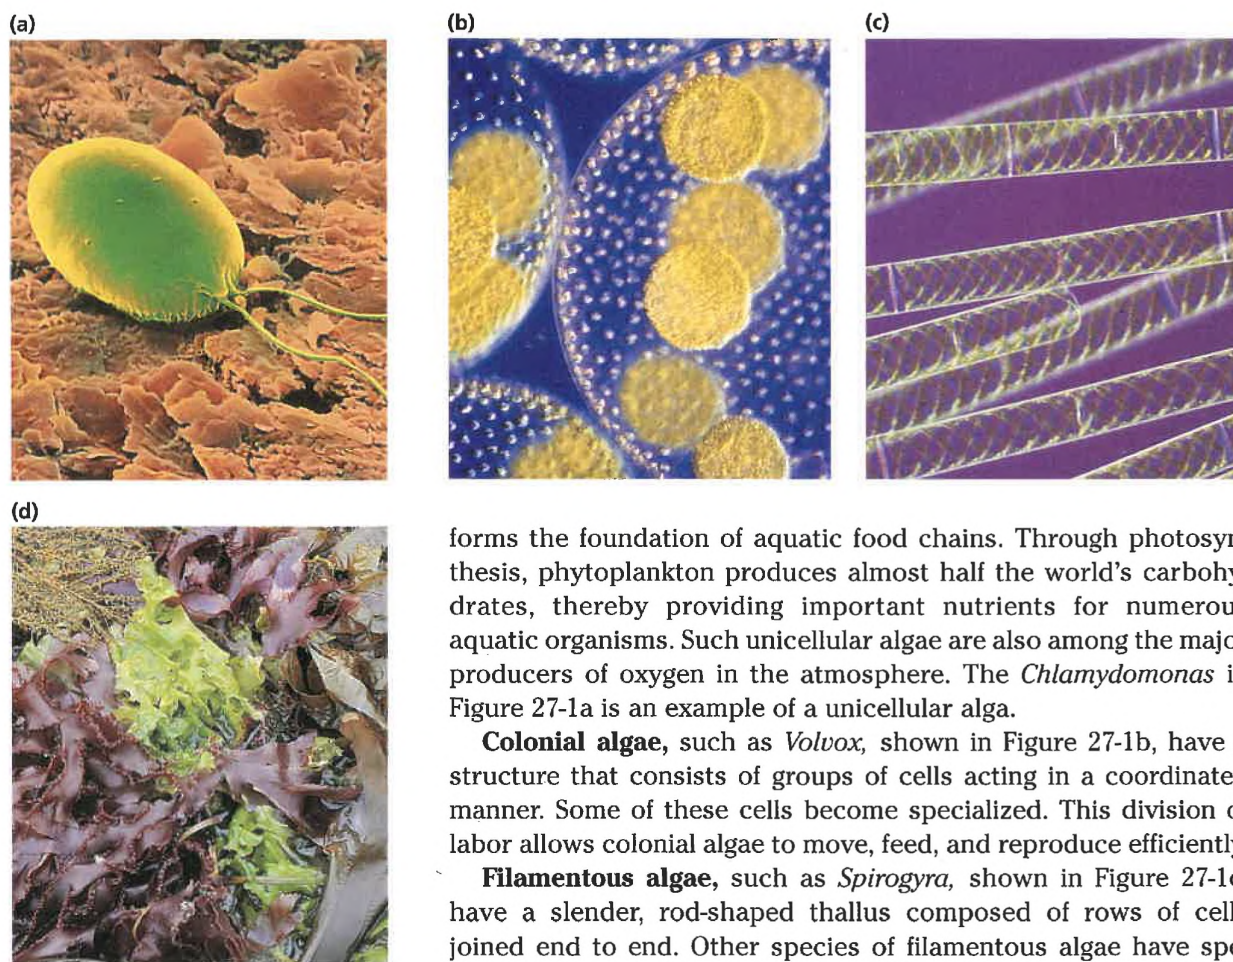 (a)
(b)
(c)
(d)
forms the foundation of aquatic food chains. Through photosyn
thesis, phytoplankton produces almost half the world's carbohy
drates, thereby providing important nutrients for numerou
aquatic organisms. Such unicellular algae are also among the majo
producers of oxygen in the atmosphere. The Chlamydomonas i
Figure 27-1a is an example of a unicellular alga.
Colonial algae, such as Volvox, shown in Figure 27-1b, have
structure that consists of groups of cells acting in a coordinate
manner. Some of these cells become specialized. This division o
labor allows colonial algae to move, feed, and reproduce efficiently
Filamentous algae, such as Spirogyra, shown in Figure 27-1c
have a slender, rod-shaped thallus composed of rows of cell
joined end to end. Other species of filamentous algae have spe